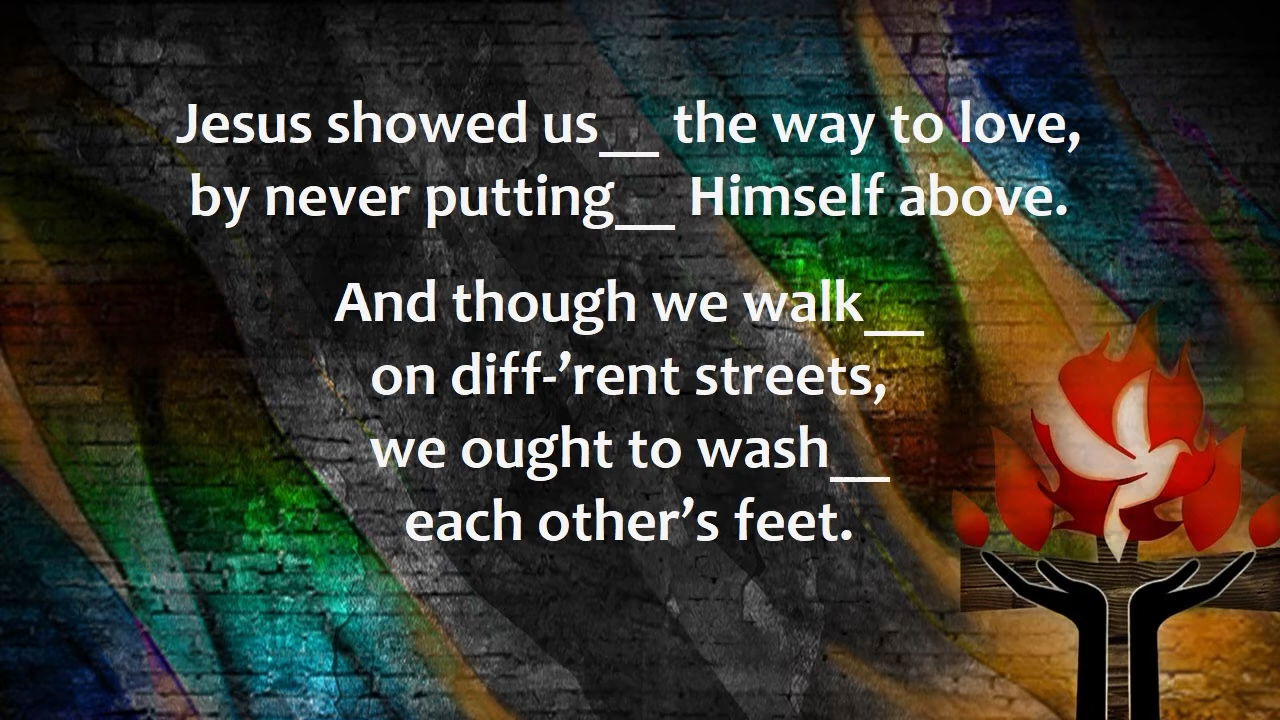 Jesus showed us__ the way to love,
by never putting__ Himself above.
And though we walk__
on diff-’rent streets,
we ought to wash__
each other’s feet.